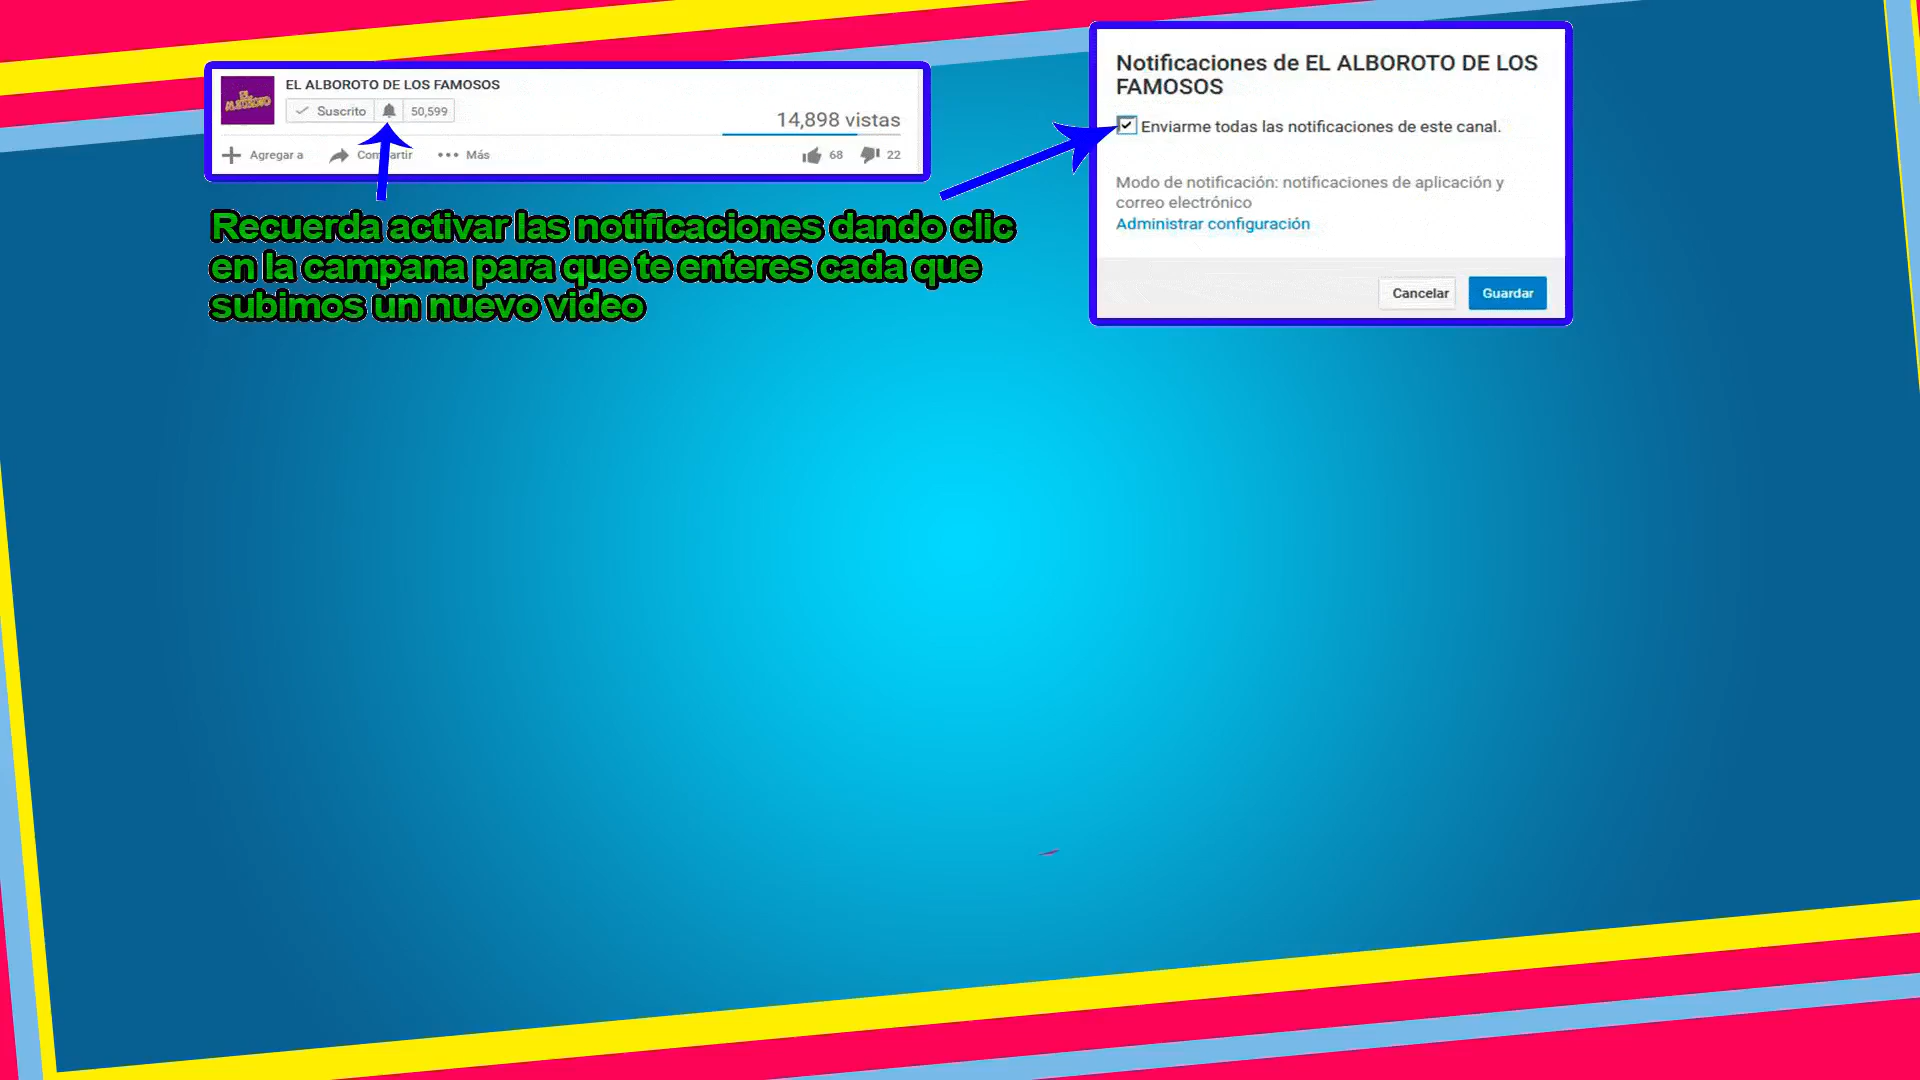 EL ALBOROTO
EL ALBOROTO DE LOS FAMOSOS
Suscrito 50,599
14,898 vistas
Agregar a Compartir Más 68 22
Recuerda activar las notificaciones dando clic
en la campana para que te enteres cada que
subimos un nuevo video
Notificaciones de EL ALBOROTO DE LOS
FAMOSOS
Enviarme todas las notificaciones de este canal.
Modo de notificación: notificaciones de aplicación y
correo electrónico
Administrar configuración
Cancelar Guardar